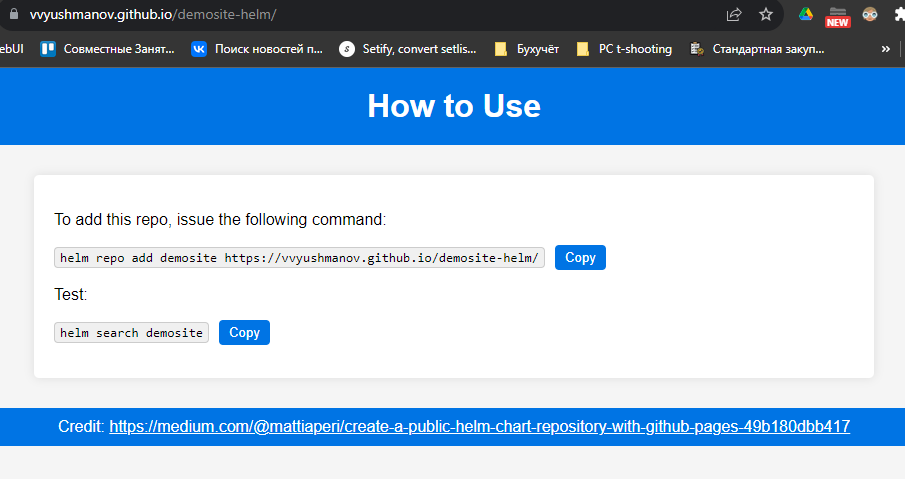 vvyushmanov.github.io/demosite-helm/
NEW
ebUI Совместные Занят... Поиск новостей п... Setify, convert setlis... Бухучёт PC t-shooting Стандартная закуп... »
How to Use
To add this repo, issue the following command:
helm repo add demosite https://vvyushmanov.github.io/demosite-helm/ Copy
Test:
helm search demosite Copy
Credit: https://medium.com/@mattiaperi/create-a-public-helm-chart-repository-with-github-pages-49b180dbb417